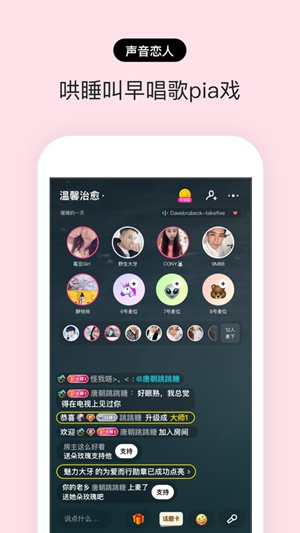 声音恋人
哄睡叫早唱歌pia戏
温馨治愈·
暖暖的一天
Davebrubeck-takefive
霉豆Girl
野生大牙
CONY
SM88
静悄悄
6号麦位
7号麦位
8号麦位
12人
麦下
怪我咯>。<：@唐朝跳跳糖
唐朝跳跳糖：好眼熟，我总觉
得在电视上见过你
恭喜 跳跳糖 升级成 大师1
欢迎 唐朝跳跳糖 加入房间
房主这么好看
送朵玫瑰支持他
支持
魅力大牙 的为爱而行勋章已成功点亮 >
你的老乡 唐朝跳跳糖 上麦了
送她朵玫瑰吧
支持
说点什么...
话题卡